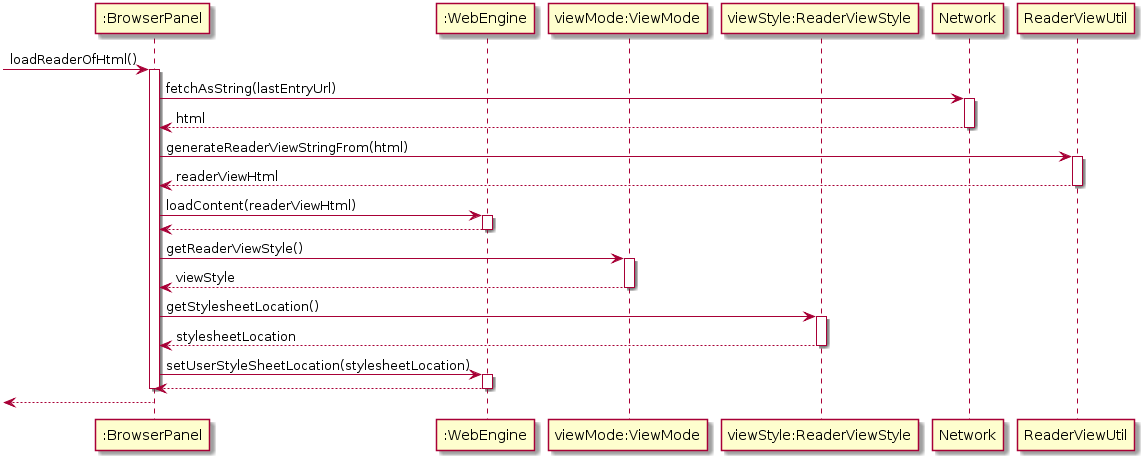 :BrowserPanel
:WebEngine
viewMode:ViewMode
viewStyle:ReaderViewStyle
Network
ReaderViewUtil
loadReaderOfHtml()
fetchAsString(lastEntryUrl)
html
generateReaderViewStringFrom(html)
readerViewHtml
loadContent(readerViewHtml)
getReaderViewStyle()
viewStyle
getStylesheetLocation()
stylesheetLocation
setUserStyleSheetLocation(stylesheetLocation)
:BrowserPanel
:WebEngine
viewMode:ViewMode
viewStyle:ReaderViewStyle
Network
ReaderViewUtil